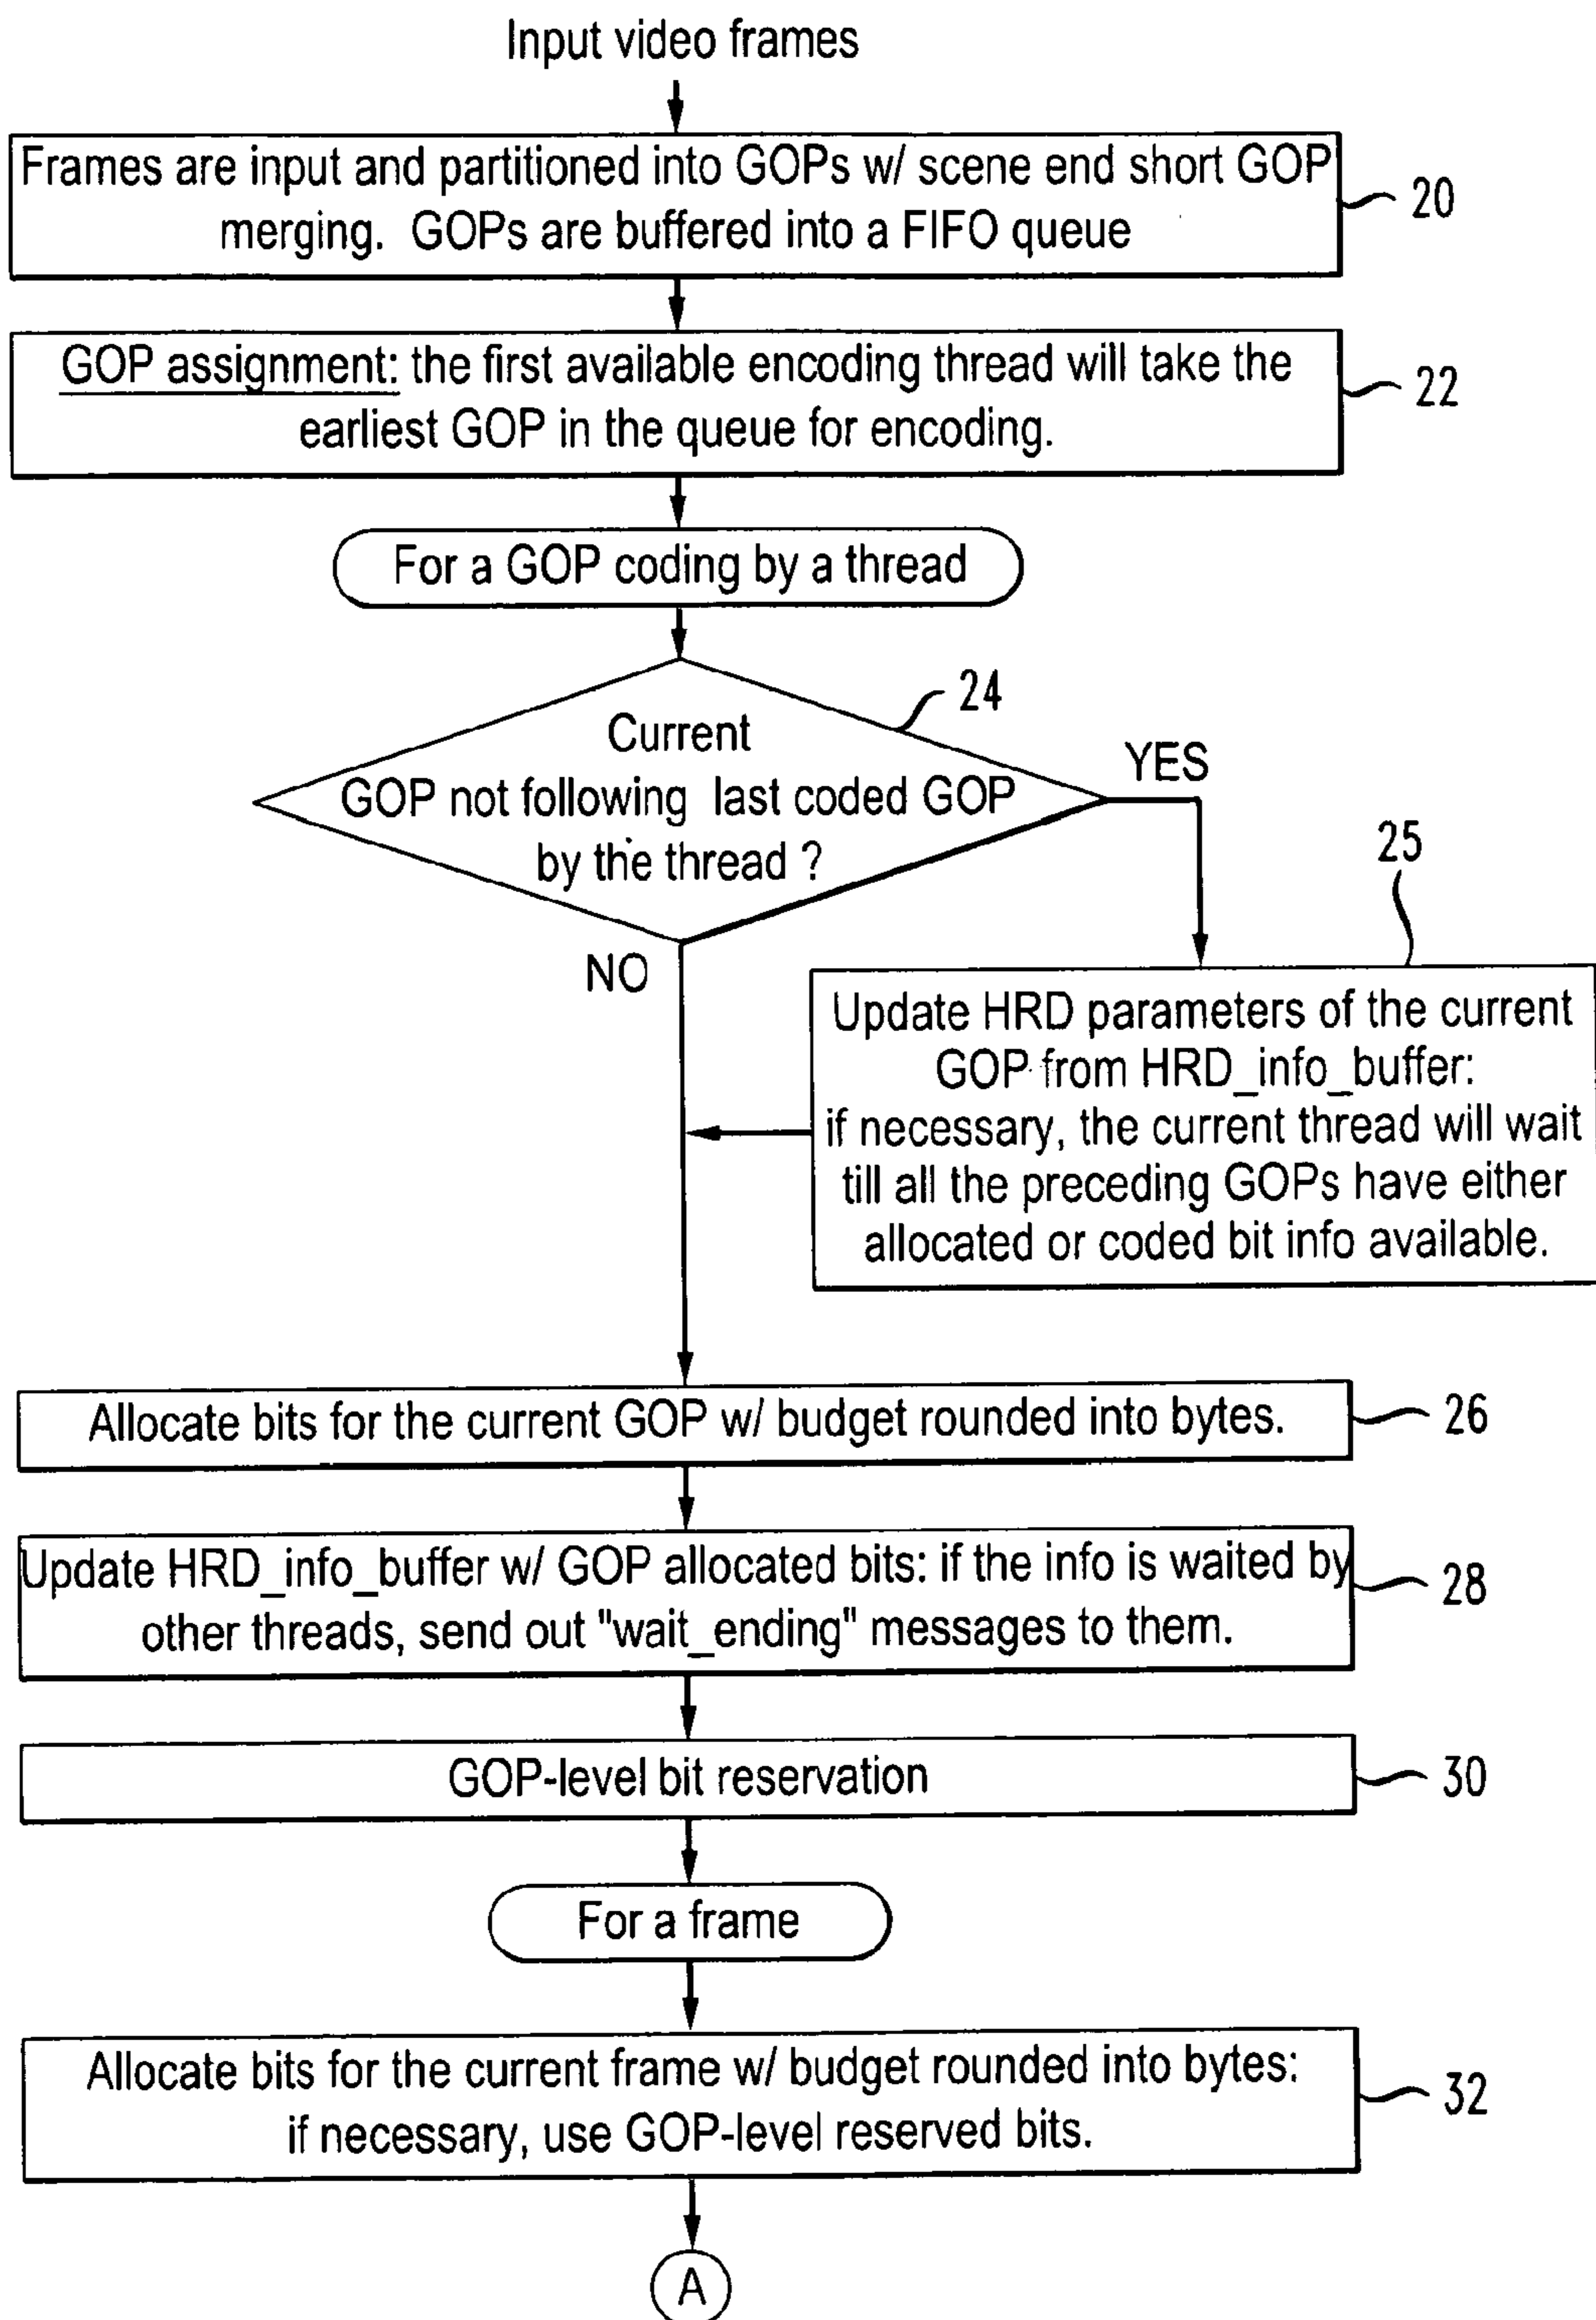 Input video frames
Frames are input and partitioned into GOPs w/ scene end short GOP
merging. GOPs are buffered into a FIFO queue
20
GOP assignment: the first available encoding thread will take the
earliest GOP in the queue for encoding.
22
For a GOP coding by a thread
24
Current
GOP not following last coded GOP
by the thread ?
YES
NO
25
Update HRD parameters of the current
GOP from HRD_info_buffer:
if necessary, the current thread will wait
till all the preceding GOPs have either
allocated or coded bit info available.
Allocate bits for the current GOP w/ budget rounded into bytes.
26
Update HRD_info_buffer w/ GOP allocated bits: if the info is waited by
other threads, send out "wait_ending" messages to them.
28
GOP-level bit reservation
30
For a frame
Allocate bits for the current frame w/ budget rounded into bytes:
if necessary, use GOP-level reserved bits.
32
A